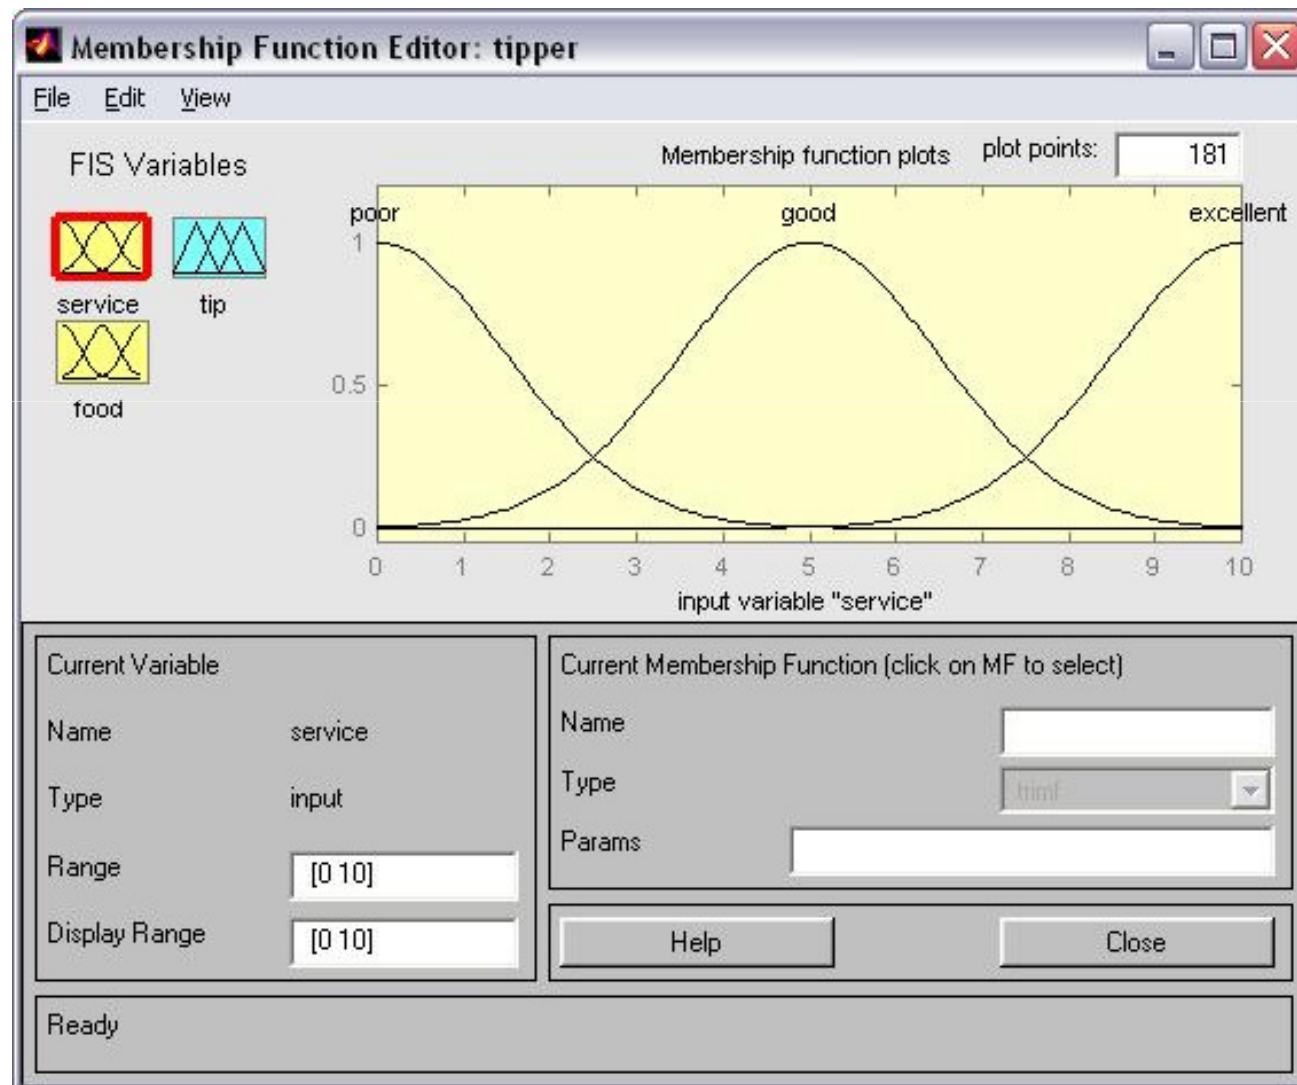 Membership Function Editor: tipper
File Edit View
FIS Variables
Membership function plots plot points: 181
service tip
food
poor good excellent
1
0.5
0
0 1 2 3 4 5 6 7 8 9 10
input variable "service"
Current Variable
Name service
Type input
Range [0 10]
Display Range [0 10]
Current Membership Function (click on MF to select)
Name
Type trimf
Params
Help Close
Ready